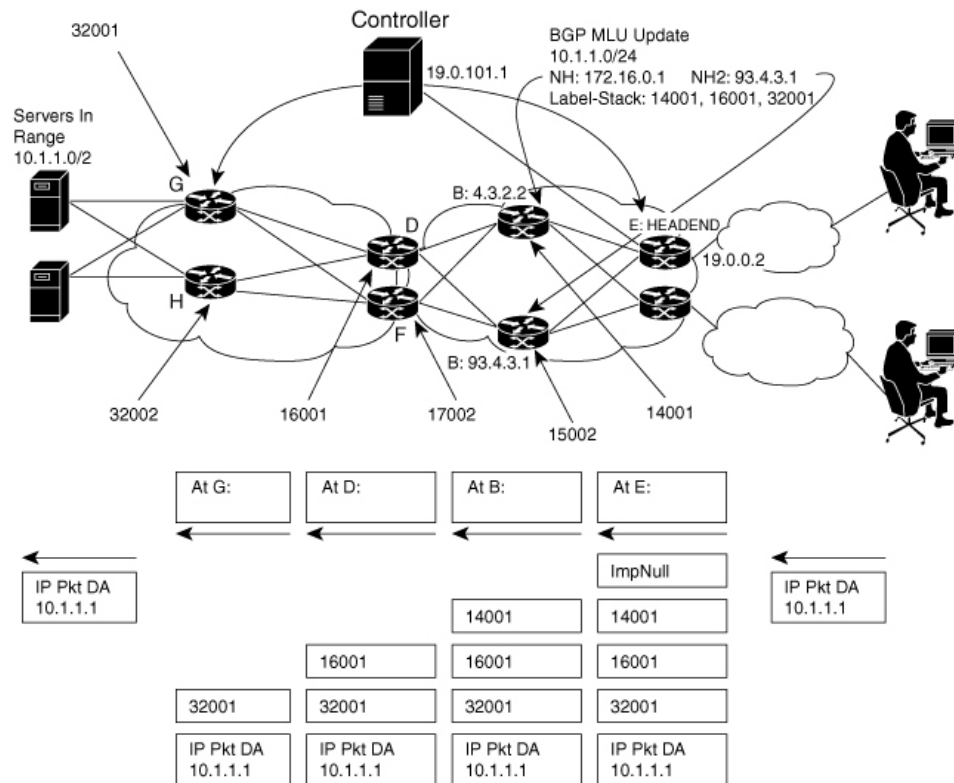 Controller
32001
19.0.101.1
BGP MLU Update
10.1.1.0/24
NH: 172.16.0.1 NH2: 93.4.3.1
Label-Stack: 14001, 16001, 32001
Servers In
Range
10.1.1.0/2
G
B: 4.3.2.2
D
E: HEADEND
19.0.0.2
H
F
B: 93.4.3.1
32002
16001
17002
15002
14001
At G:
At D:
At B:
At E:
IP Pkt DA
10.1.1.1
ImpNull
IP Pkt DA
10.1.1.1
14001
14001
16001
16001
16001
32001
32001
32001
32001
IP Pkt DA
10.1.1.1
IP Pkt DA
10.1.1.1
IP Pkt DA
10.1.1.1
IP Pkt DA
10.1.1.1